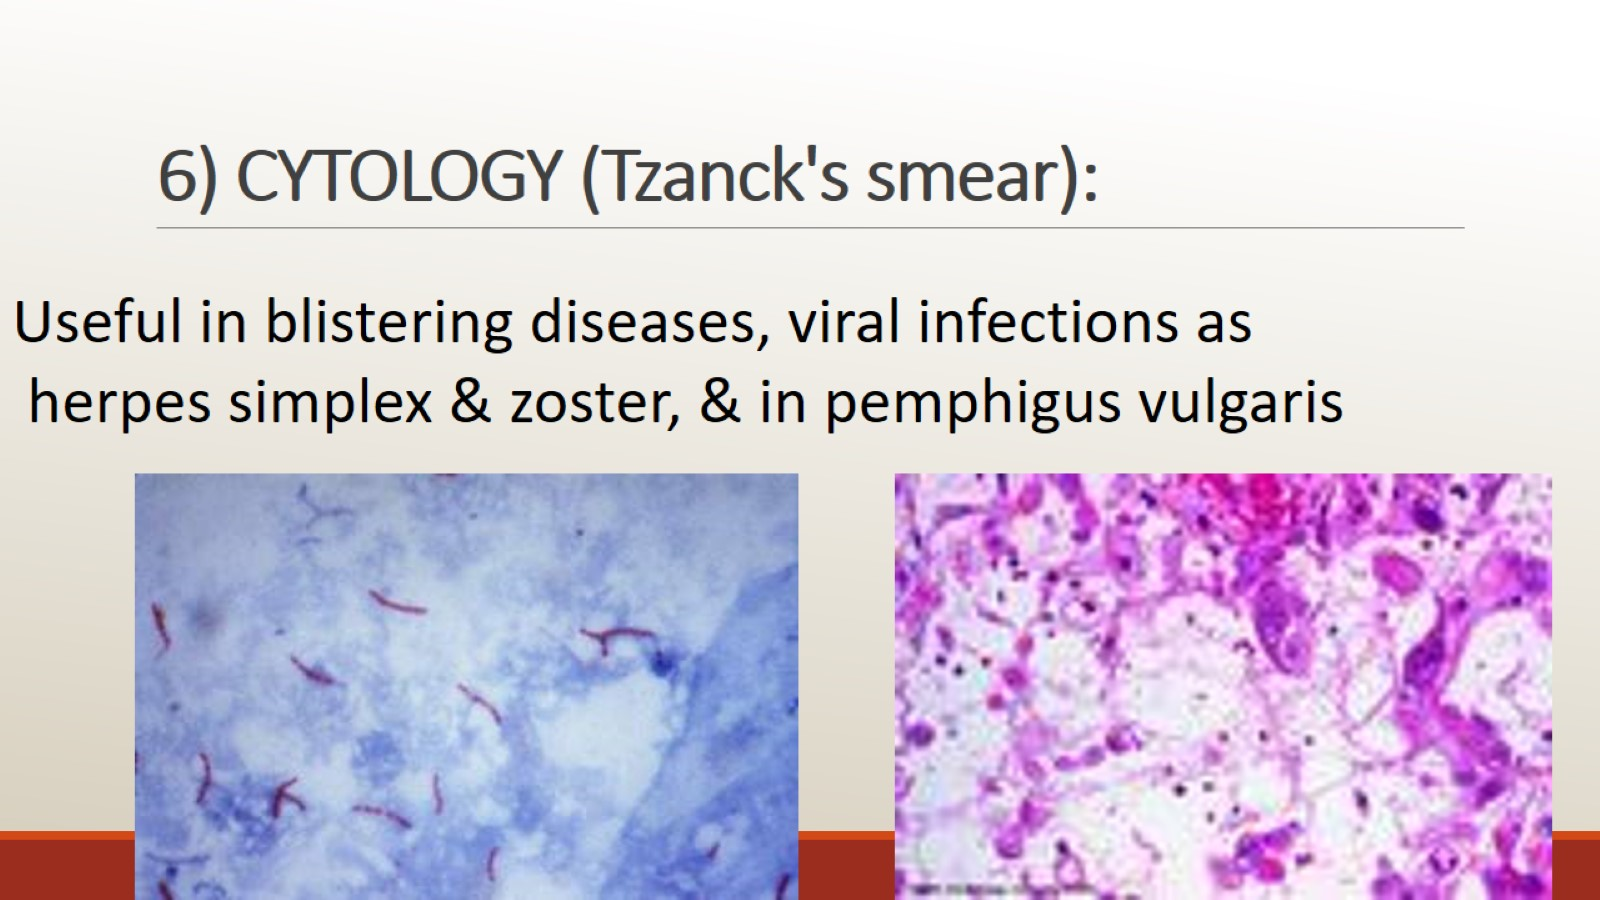 6) CYTOLOGY (Tzanck's smear):
Useful in blistering diseases, viral infections as
herpes simplex & zoster, & in pemphigus vulgaris